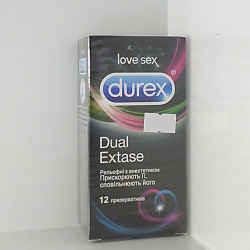 love sex
durex
Dual
Extase
Рельєфні з анестетиком
Прискорюють її,
сповільнюють його
12 презервативів